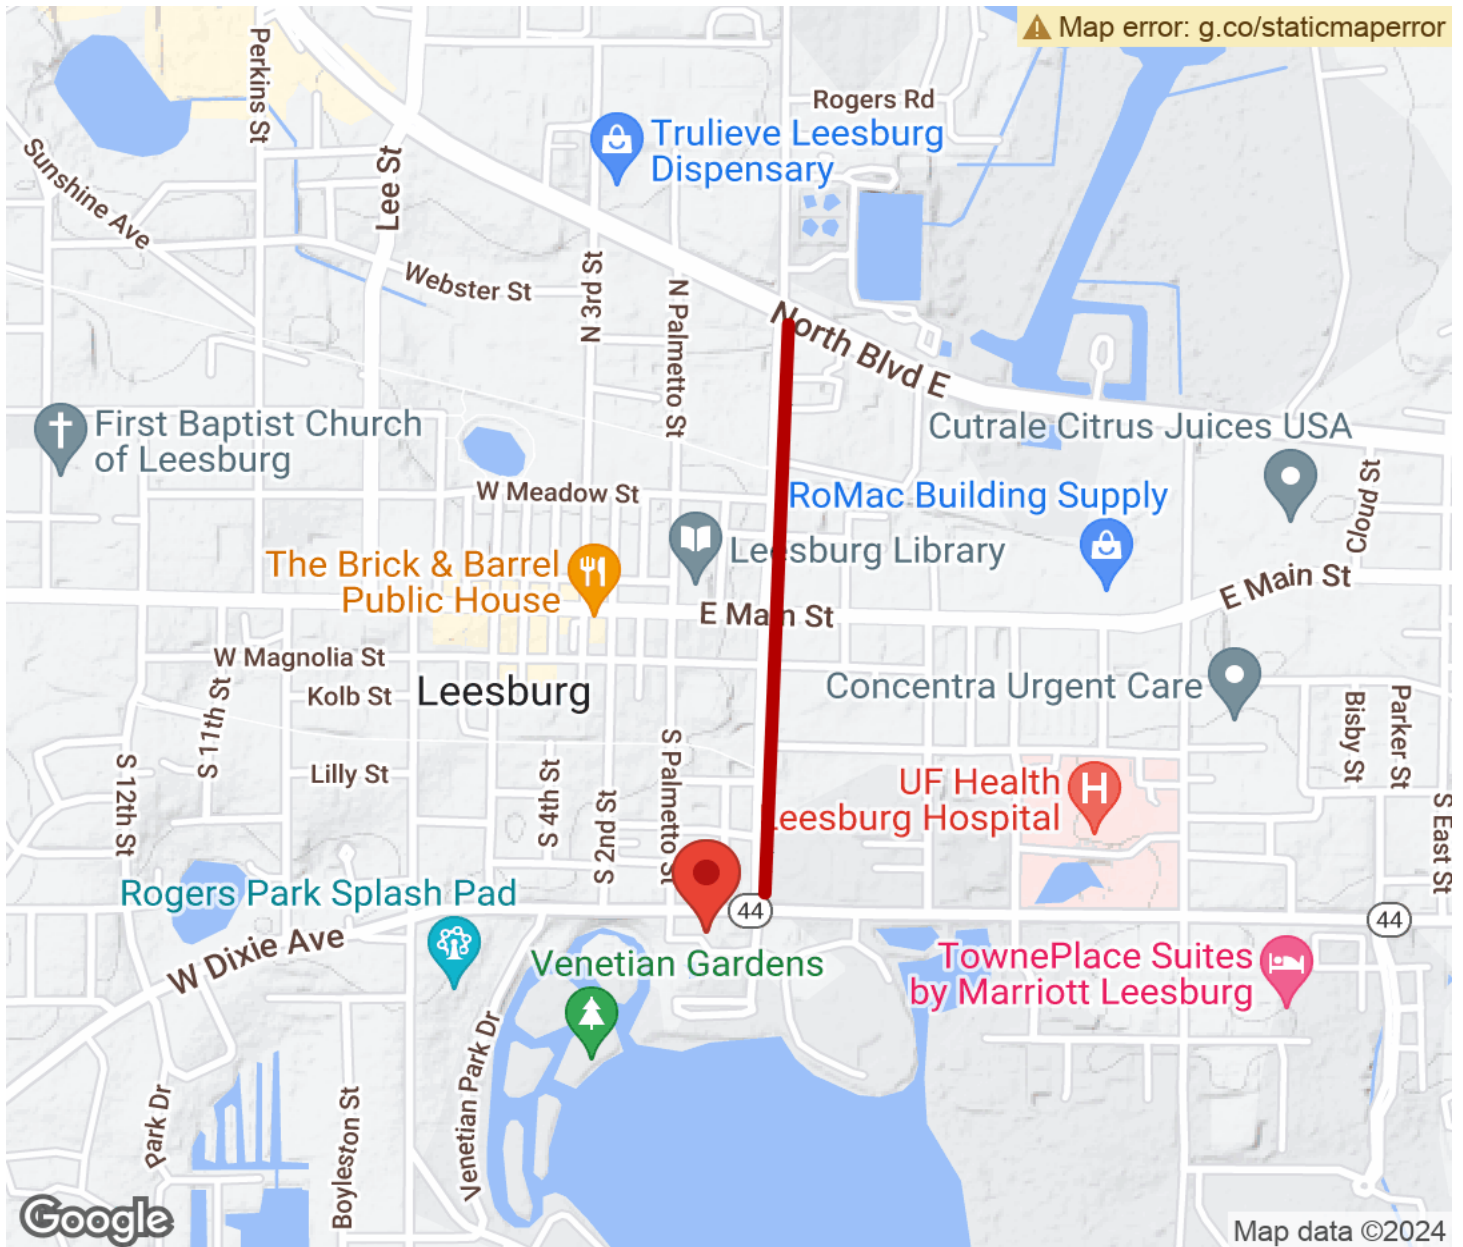 Map error: g.co/staticmaperror
Perkins St
Rogers Rd
Trulieve Leesburg
Dispensary
Sunshine Ave
Lee St
Webster St
N 3rd St
N Palmetto St
North Blvd E
First Baptist Church
of Leesburg
Cutrale Citrus Juices USA
W Meadow St
RoMac Building Supply
Cloud St
Leesburg Library
The Brick & Barrel
Public House
E Main St
E Main St
W Magnolia St
Kolb St
Leesburg
S 11th St
Concentra Urgent Care
Bisby St
Parker St
S 12th St
Lilly St
S 4th St
S 2nd St
S Palmetto St
UF Health
Leesburg Hospital
H
S East St
Rogers Park Splash Pad
44
44
W Dixie Ave
Venetian Gardens
TownePlace Suites
by Marriott Leesburg
Venetian Park Dr
Park Dr
Boyleston St
Google
Map data ©2024